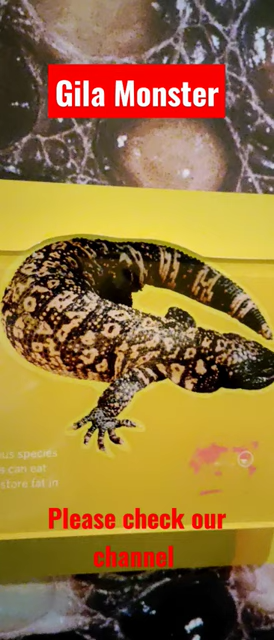 Gila Monster
us species
can eat
store fat in
Please check our
channel